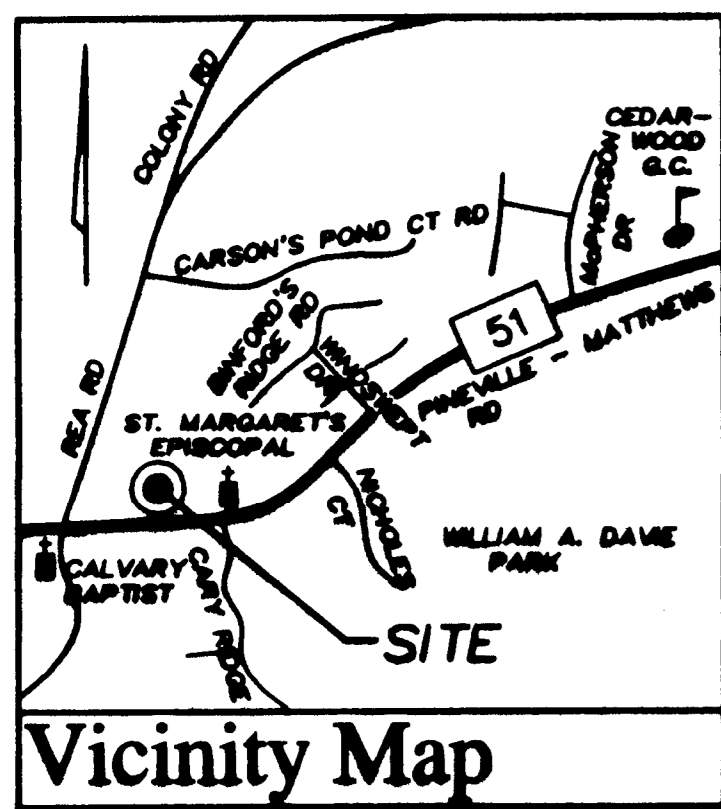 COLONY RD
CEDAR-
WOOD
G.C.
McPHERSON
DR
CARSON'S POND CT RD
BINFORD'S
RIDGE RD
WINDSWEPT
DR
51
PINEVILLE - MATTHEWS
RD
REA RD
ST. MARGARET'S
EPISCOPAL
NICHOLES
CT
WILLIAM A. DAVIE
PARK
CALVARY
BAPTIST
CARY RIDGE
SITE
Vicinity Map